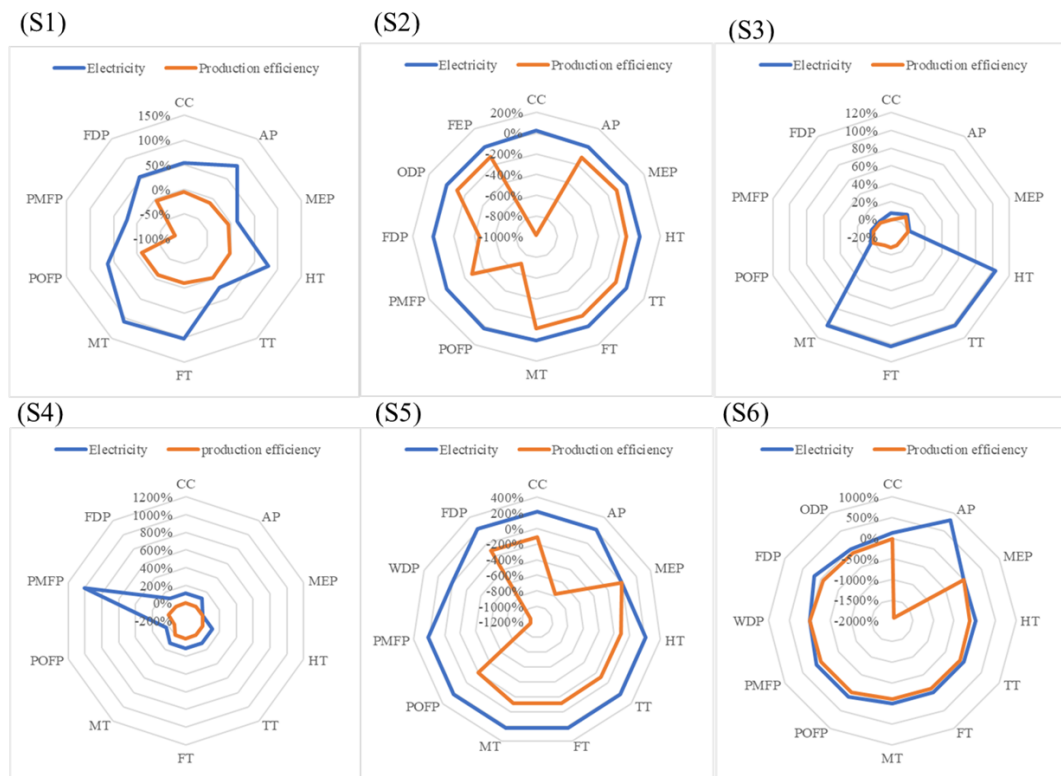 (S1)
Electricity Production efficiency
CC
150%
100%
50%
0%
-50%
-100%
AP
MEP
HT
TT
FT
MT
POFP
PMFP
FDP
(S2)
Electricity Production efficiency
CC
200%
0%
-200%
-400%
-600%
-800%
-1000%
AP
MEP
HT
TT
FT
MT
POFP
PMFP
FDP
ODP
FEP
(S3)
Electricity Production efficiency
CC
120%
100%
80%
60%
40%
20%
0%
-20%
AP
MEP
HT
TT
FT
MT
POFP
PMFP
FDP
(S4)
Electricity production efficiency
CC
1200%
1000%
800%
600%
400%
200%
0%
-200%
AP
MEP
HT
TT
FT
MT
POFP
PMFP
FDP
(S5)
Electricity Production efficiency
CC
400%
200%
0%
-200%
-400%
-600%
-800%
-1000%
-1200%
AP
MEP
HT
TT
FT
MT
POFP
PMFP
WDP
FDP
(S6)
Electricity Production efficiency
CC
1000%
500%
0%
-500%
-1000%
-1500%
-2000%
AP
MEP
HT
TT
FT
MT
POFP
PMFP
WDP
FDP
ODP